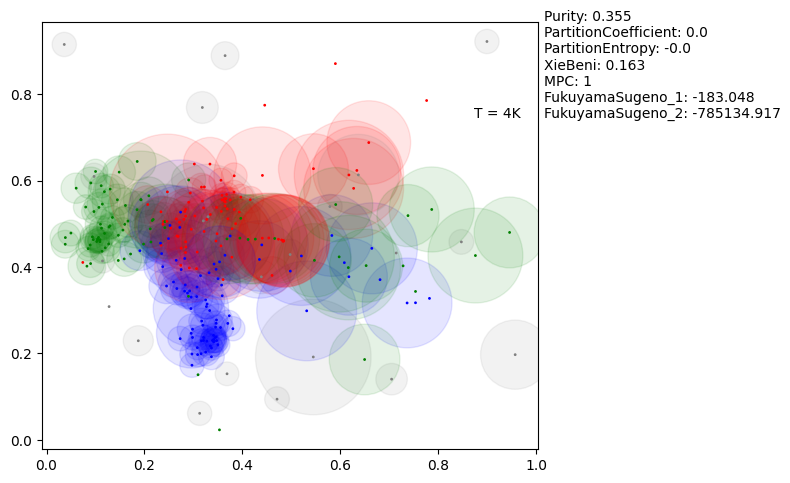 Purity: 0.355
PartitionCoefficient: 0.0
PartitionEntropy: -0.0
XieBeni: 0.163
MPC: 1
FukuyamaSugeno_1: -183.048
FukuyamaSugeno_2: -785134.917
T = 4K
0.8
0.6
0.4
0.2
0.0
0.0 0.2 0.4 0.6 0.8 1.0